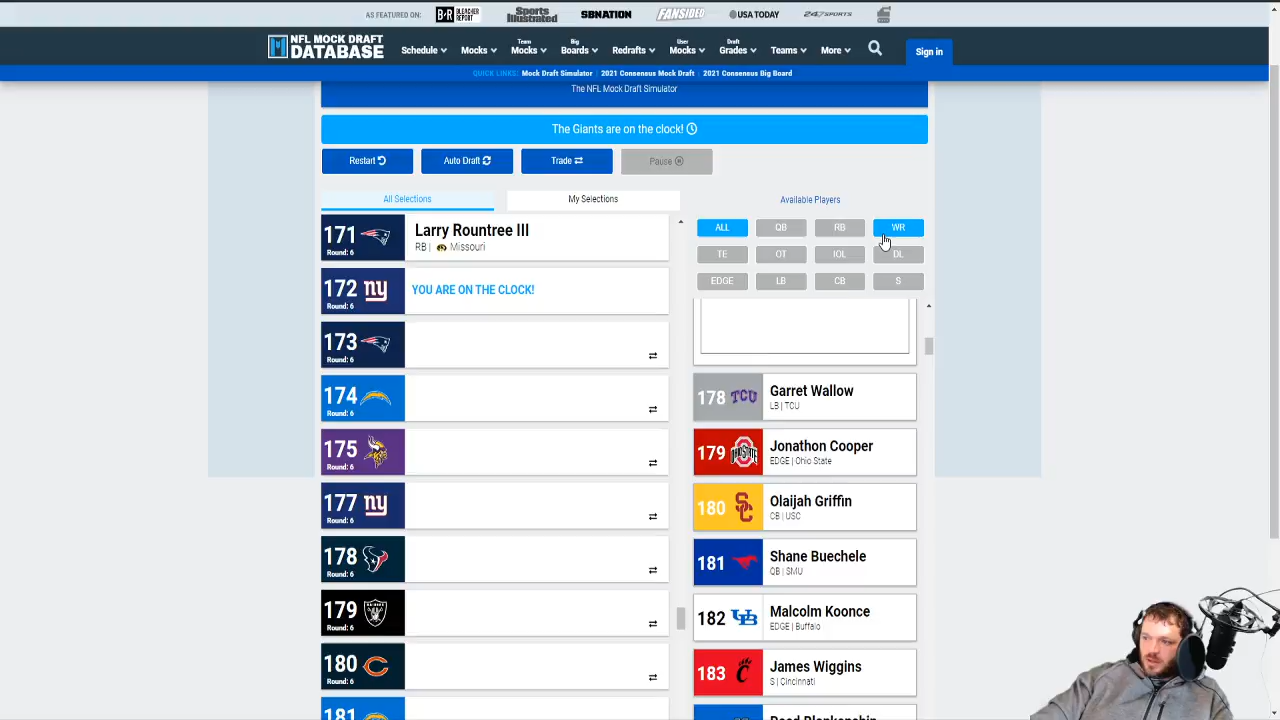 AS FEATURED ON: B/R BLEACHER REPORT Sports Illustrated SBNATION FANSIDED USA TODAY 247SPORTS
NFL MOCK DRAFT
DATABASE
Schedule Mocks Team Mocks Big Boards Redrafts User Mocks Draft Grades Teams More Sign in
QUICK LINKS: Mock Draft Simulator / 2021 Consensus Mock Draft / 2021 Consensus Big Board
The NFL Mock Draft Simulator
The Giants are on the clock!
Restart Auto Draft Trade Pause
All Selections My Selections Available Players
ALL QB RB WR
TE OT IOL DL
EDGE LB CB S
171 Larry Rountree III
Round: 6 RB | Missouri
172 ny YOU ARE ON THE CLOCK!
Round: 6
173
Round: 6
174
Round: 6
175
Round: 6
177 ny
Round: 6
178
Round: 6
179
Round: 6
180
Round: 6
181
178 TCU Garret Wallow
LB | TCU
179 OHIO STATE Jonathon Cooper
EDGE | Ohio State
180 SC Olaijah Griffin
CB | USC
181 Shane Buechele
QB | SMU
182 UB Malcolm Koonce
EDGE | Buffalo
183 James Wiggins
S | Cincinnati
Reed Blankenship